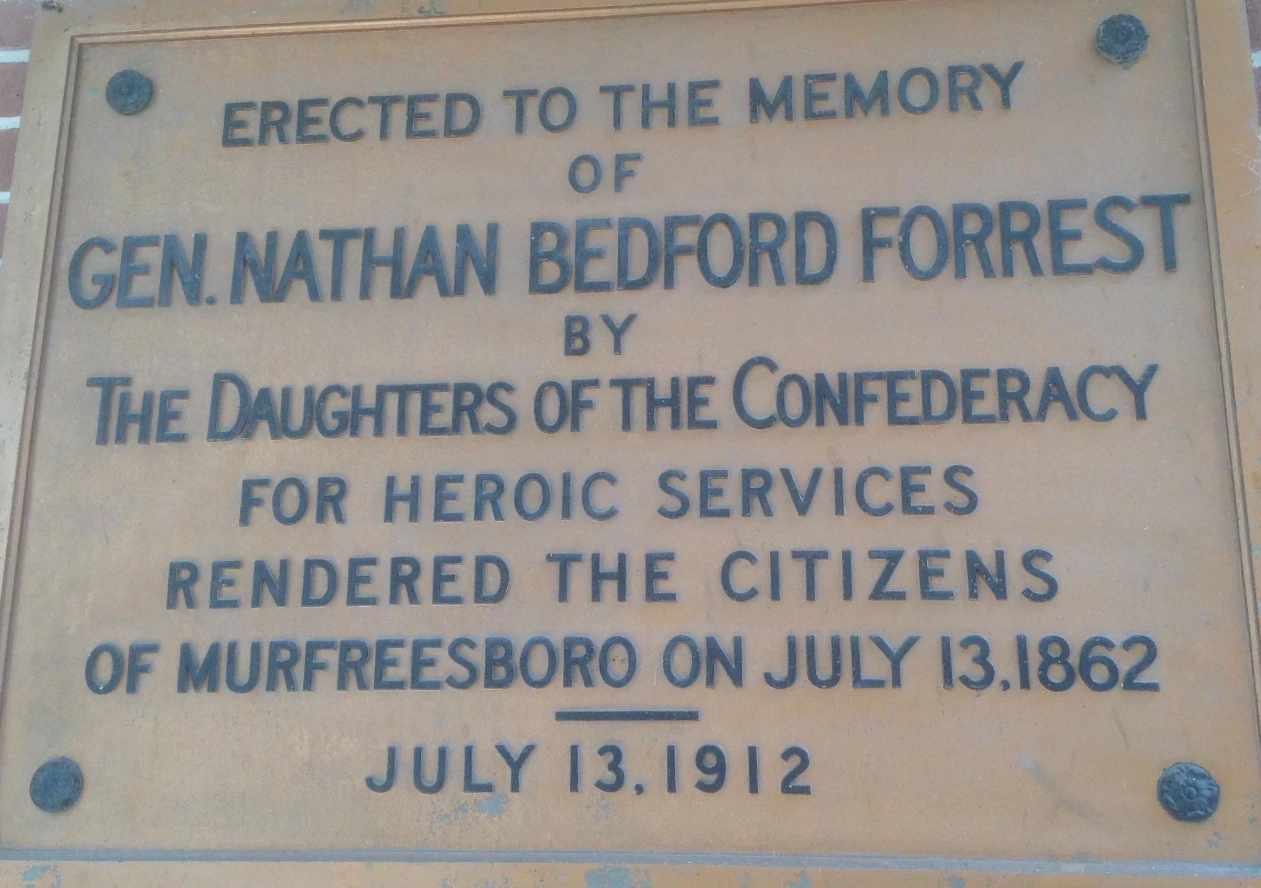 ERECTED TO THE MEMORY
OF
GEN. NATHAN BEDFORD FORREST
BY
THE DAUGHTERS OF THE CONFEDERACY
FOR HEROIC SERVICES
RENDERED THE CITIZENS
OF MURFREESBORO ON JULY 13, 1862
JULY 13, 1912